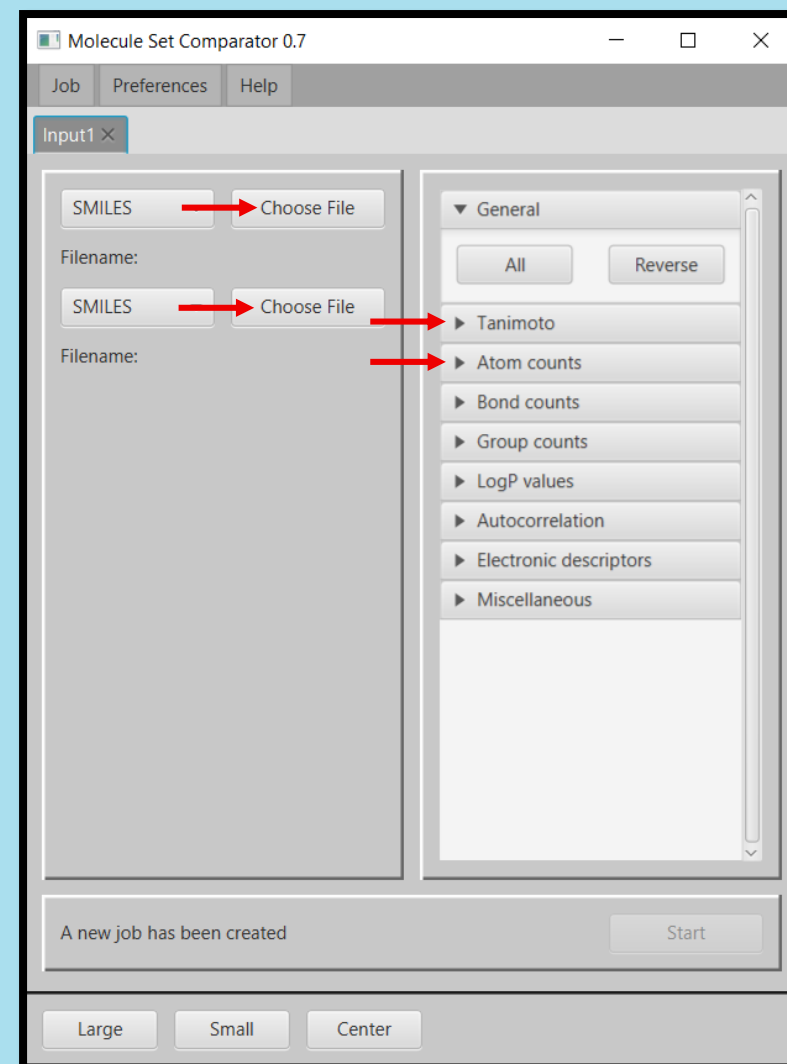 Molecule Set Comparator 0.7
Job Preferences Help
Input1
SMILES Choose File
Filename:
SMILES Choose File
Filename:
General
All Reverse
Tanimoto
Atom counts
Bond counts
Group counts
LogP values
Autocorrelation
Electronic descriptors
Miscellaneous
A new job has been created Start
Large Small Center